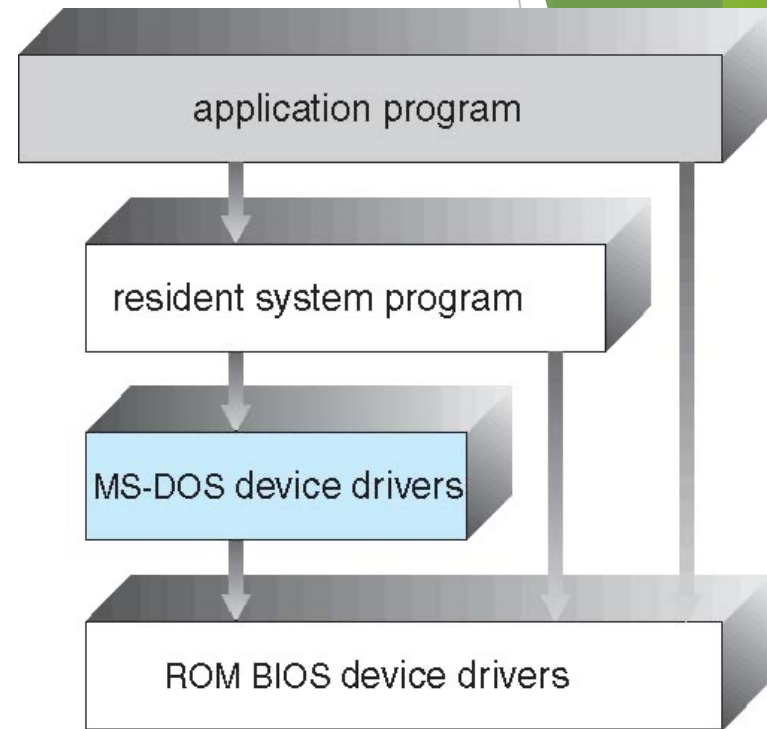 application program
resident system program
MS-DOS device drivers
ROM BIOS device drivers